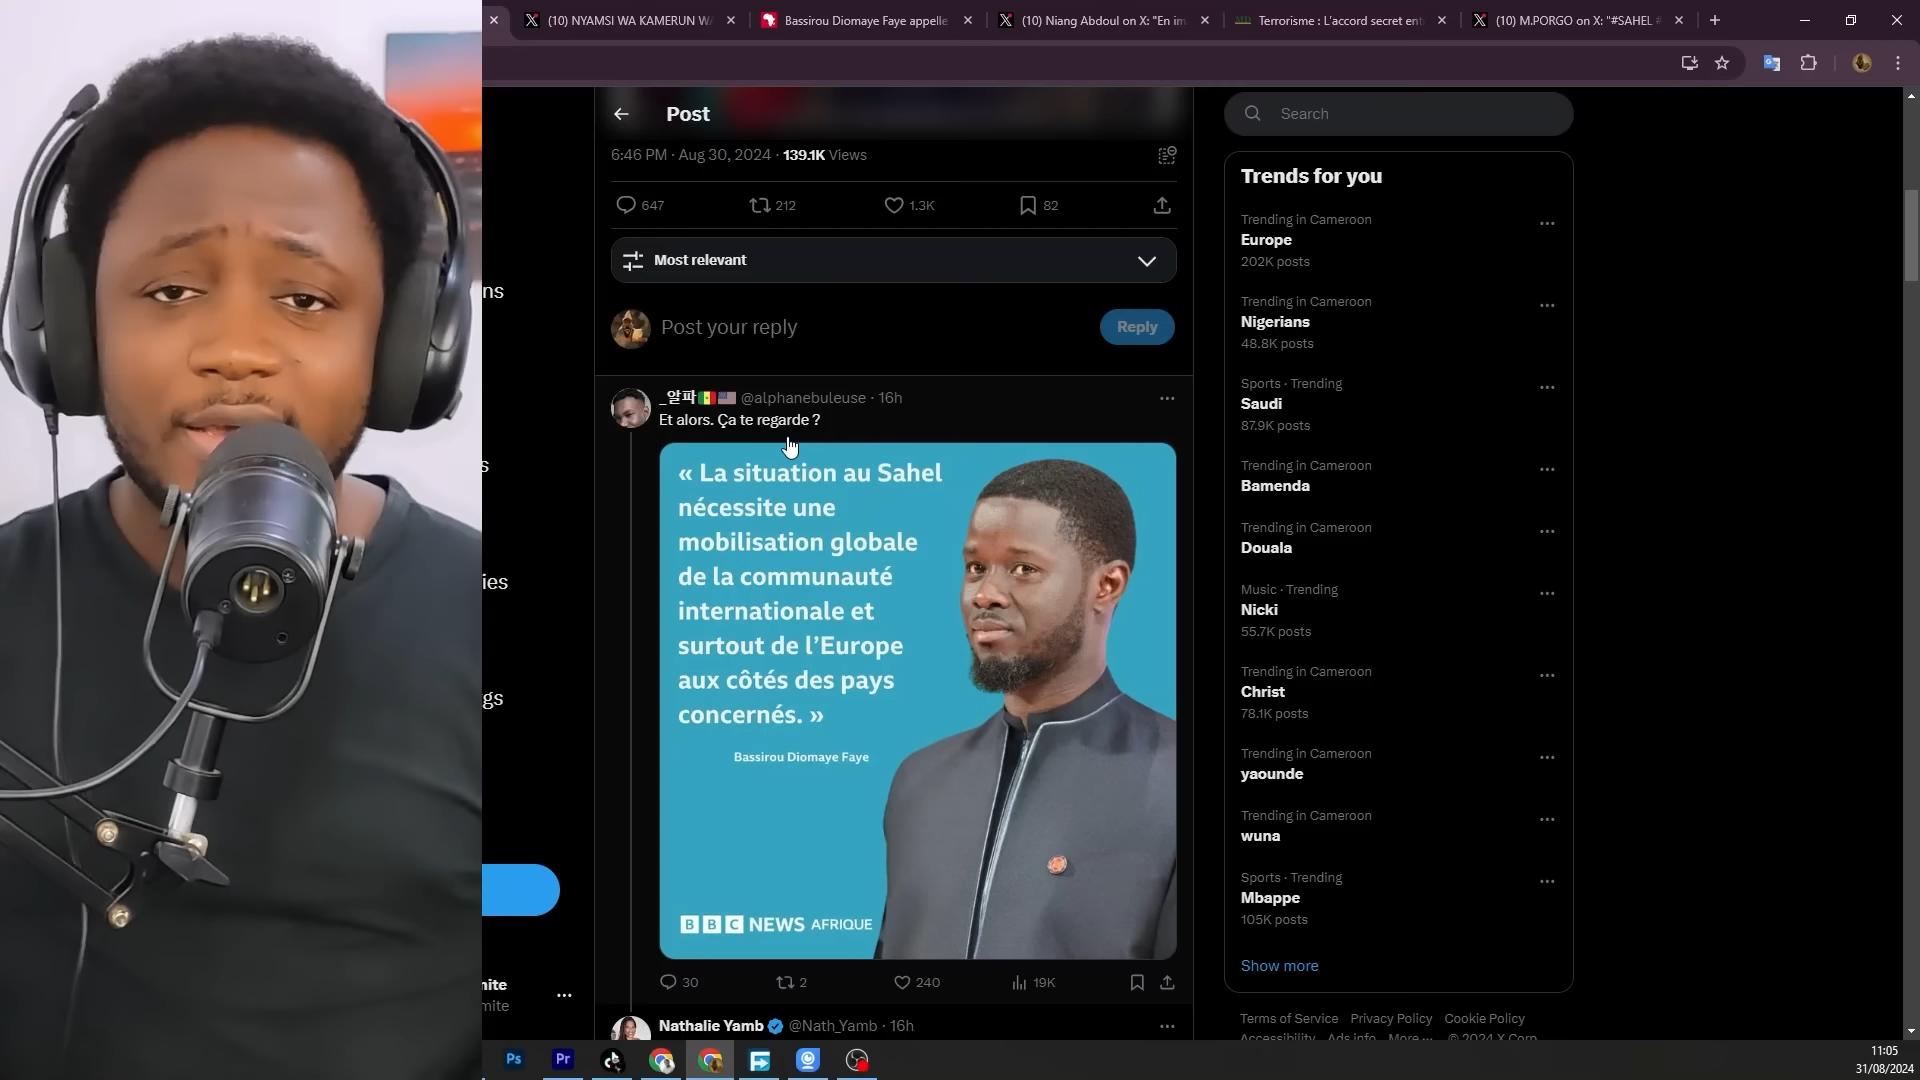 (10) NYAMSI WA KAMERUN WA
Bassirou Diomaye Faye appelle
(10) Niang Abdoul on X: "En im
Terrorisme : L'accord secret ent
(10) M.PORGO on X: "#SAHEL #
Post
6:46 PM · Aug 30, 2024 · 139.1K Views
647
212
1.3K
82
Most relevant
Post your reply
Reply
_알파🇸🇳🇺🇸 @alphanebuleuse · 16h
Et alors. Ça te regarde ?
« La situation au Sahel
nécessite une
mobilisation globale
de la communauté
internationale et
surtout de l'Europe
aux côtés des pays
concernés. »
Bassirou Diomaye Faye
BBC NEWS AFRIQUE
30
2
240
19K
Nathalie Yamb @Nath_Yamb · 16h
ns
s
ies
gs
nite
mite
Search
Trends for you
Trending in Cameroon
Europe
202K posts
Trending in Cameroon
Nigerians
48.8K posts
Sports · Trending
Saudi
87.9K posts
Trending in Cameroon
Bamenda
Trending in Cameroon
Douala
Music · Trending
Nicki
55.7K posts
Trending in Cameroon
Christ
78.1K posts
Trending in Cameroon
yaounde
Trending in Cameroon
wuna
Sports · Trending
Mbappe
105K posts
Show more
Terms of Service Privacy Policy Cookie Policy
Accessibility Ads info More ··· © 2024 X Corp.
Ps
Pr
11:05
31/08/2024